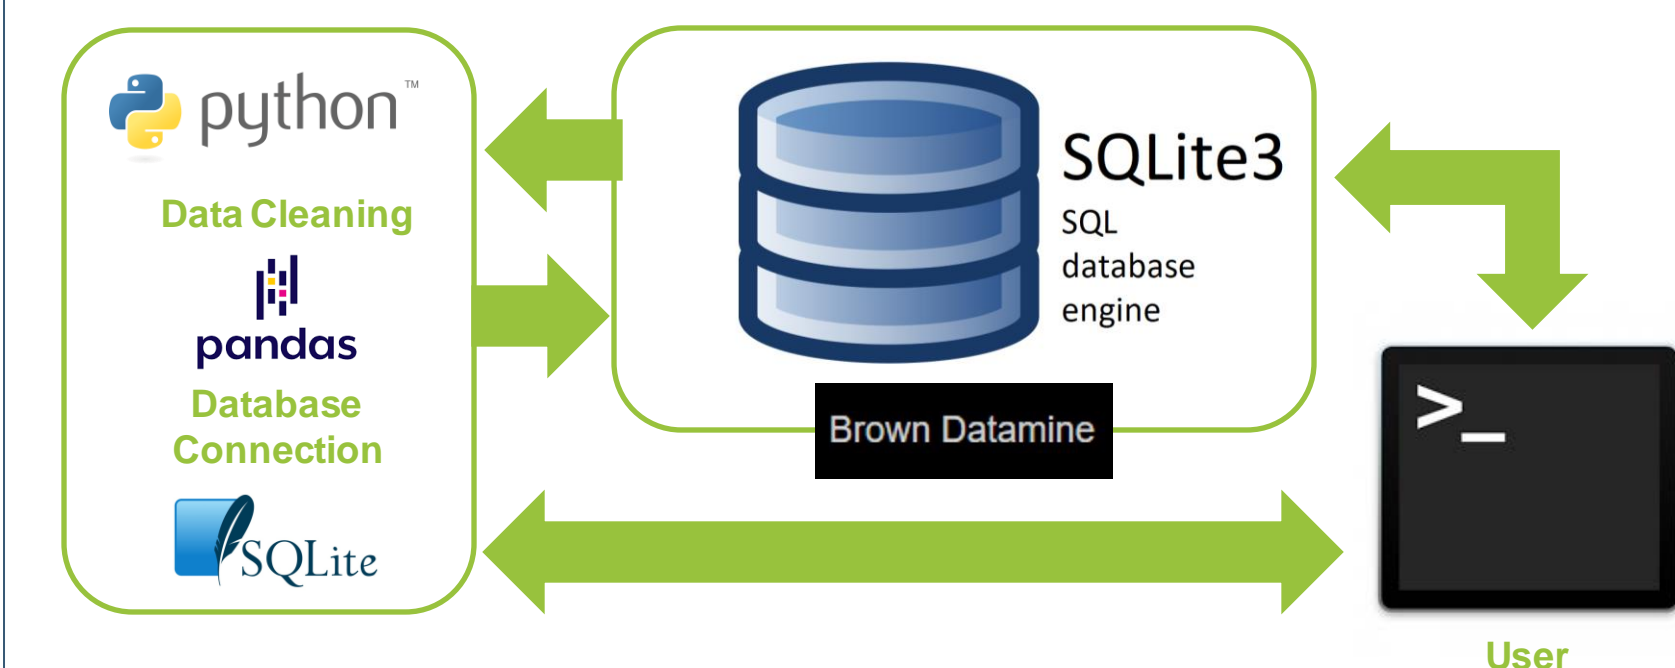 python™
Data Cleaning
pandas
Database
Connection
SQLite
SQLite3
SQL
database
engine
Brown Datamine
>_
User